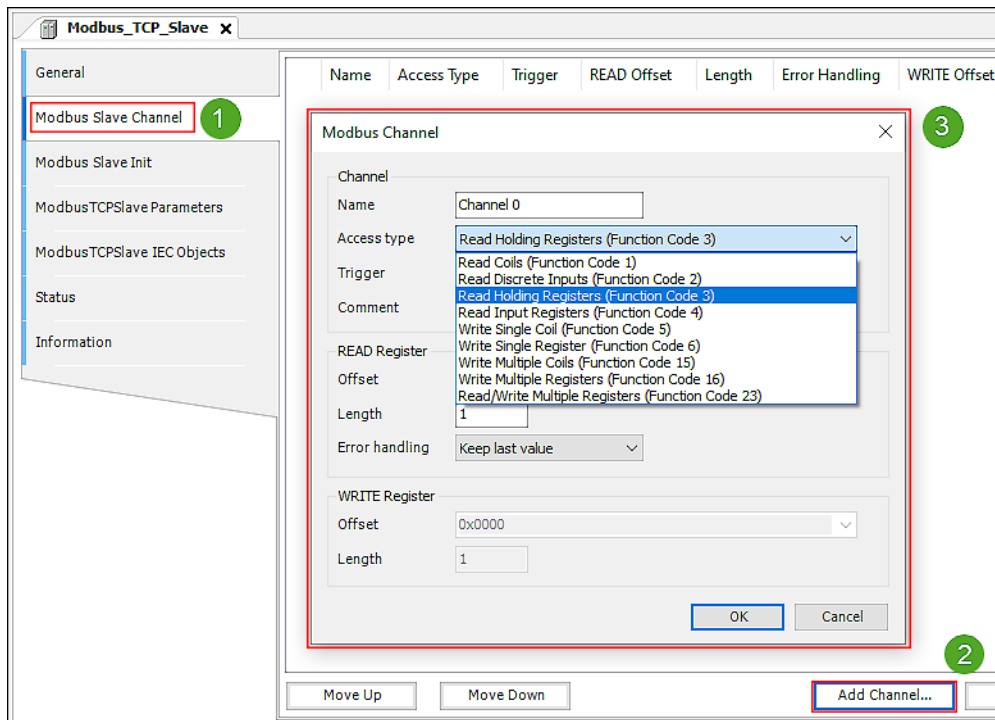 Modbus_TCP_Slave
General
Modbus Slave Channel
1
Modbus Slave Init
ModbusTCPSlave Parameters
ModbusTCPSlave IEC Objects
Status
Information
Name Access Type Trigger READ Offset Length Error Handling WRITE Offset
3
Modbus Channel
Channel
Name Channel 0
Access type Read Holding Registers (Function Code 3)
Read Coils (Function Code 1)
Read Discrete Inputs (Function Code 2)
Trigger
Read Holding Registers (Function Code 3)
Read Input Registers (Function Code 4)
Comment
Write Single Coil (Function Code 5)
Write Single Register (Function Code 6)
READ Register
Write Multiple Coils (Function Code 15)
Offset
Write Multiple Registers (Function Code 16)
Read/Write Multiple Registers (Function Code 23)
Length 1
Error handling Keep last value
WRITE Register
Offset 0x0000
Length 1
OK Cancel
2
Move Up Move Down Add Channel...